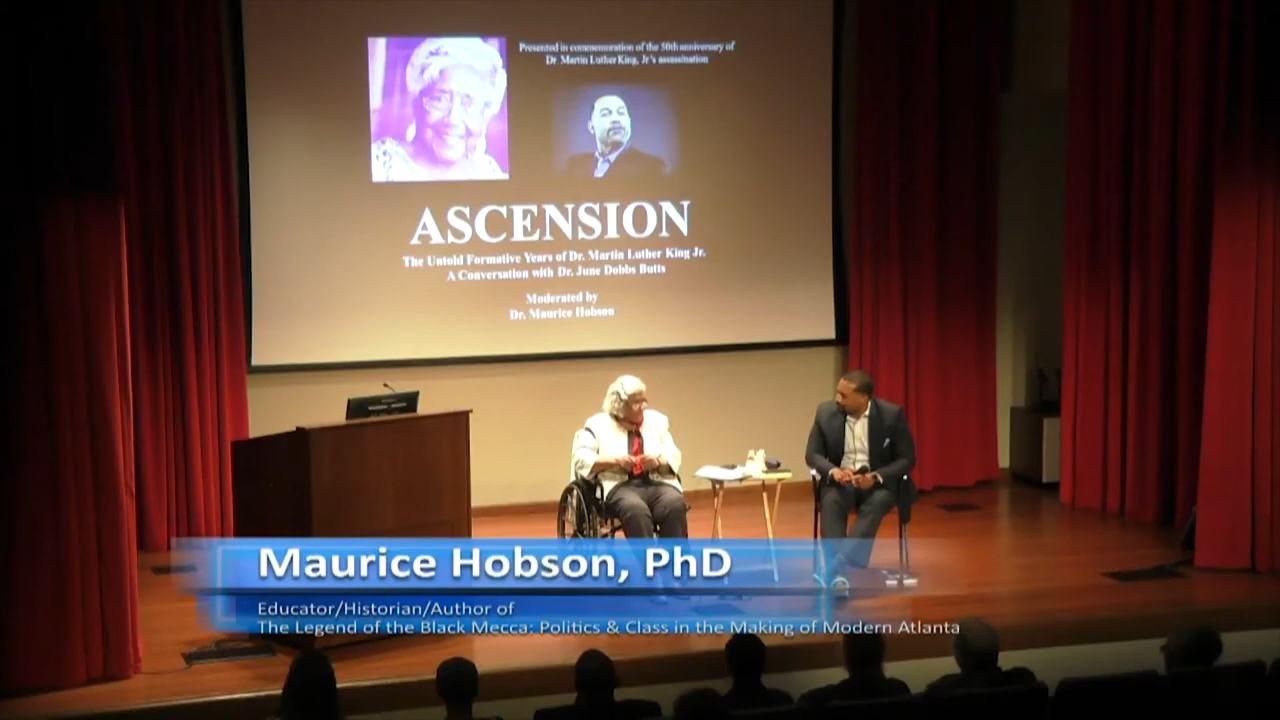 Presented in commemoration of the 50th anniversary of
Dr. Martin Luther King, Jr's assassination
ASCENSION
The Untold Formative Years of Dr. Martin Luther King Jr.
A Conversation with Dr. June Dobbs Butts
Moderated by
Dr. Maurice Hobson
Maurice Hobson, PhD
Educator/Historian/Author of
The Legend of the Black Mecca: Politics & Class in the Making of Modern Atlanta